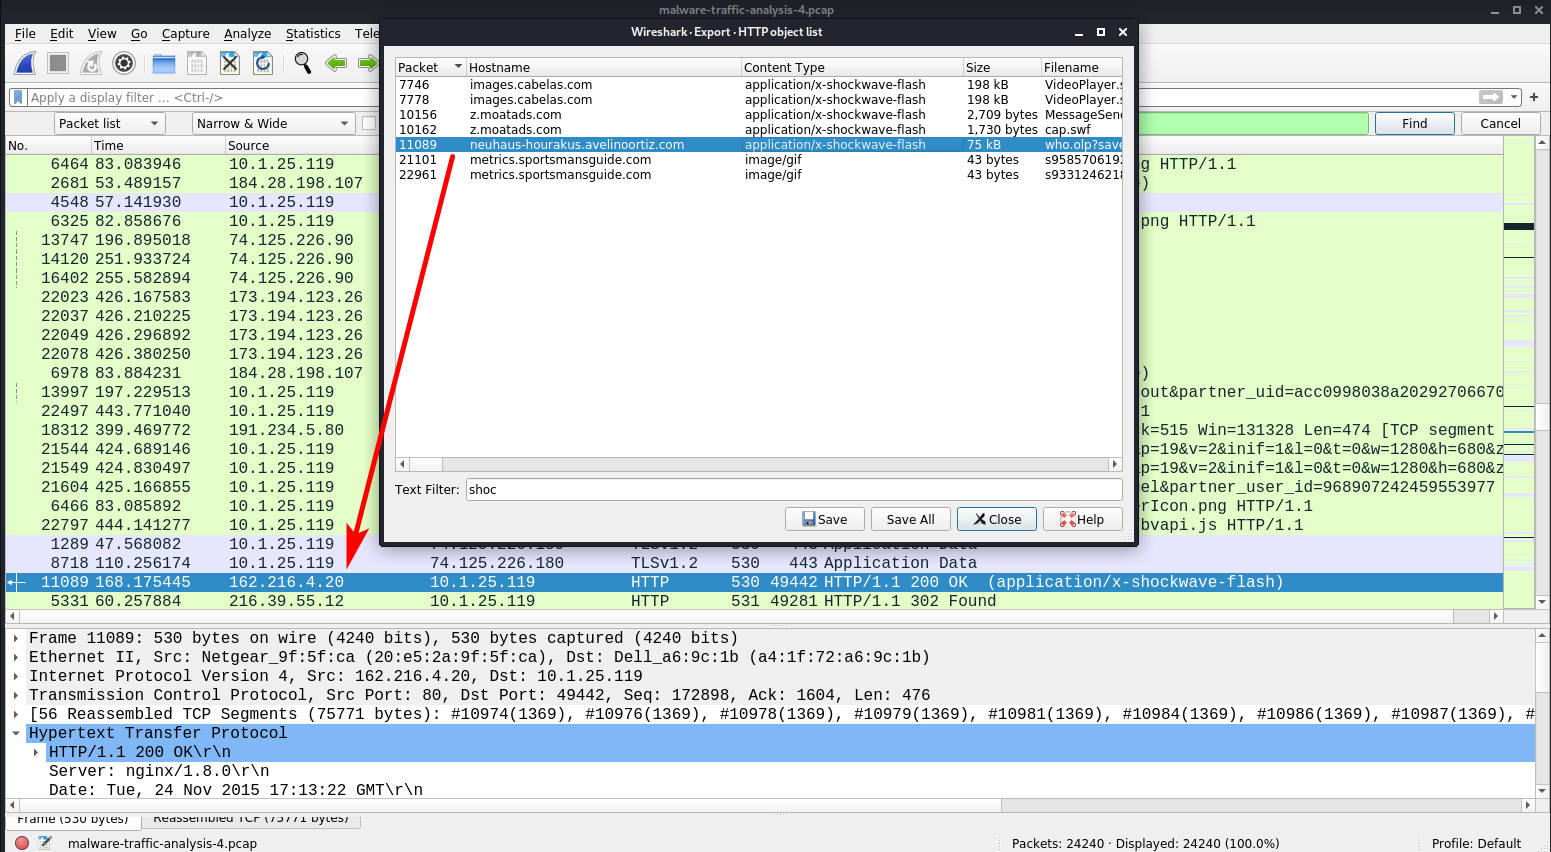 malware-traffic-analysis-4.pcap
File Edit View Go Capture Analyze Statistics Tele
Wireshark · Export · HTTP object list
Apply a display filter ... <Ctrl-/>
Packet list Narrow & Wide Find Cancel
Packet Hostname Content Type Size Filename
7746 images.cabelas.com application/x-shockwave-flash 198 kB VideoPlayer.s
7778 images.cabelas.com application/x-shockwave-flash 198 kB VideoPlayer.s
10156 z.moatads.com application/x-shockwave-flash 2,709 bytes MessageSend
10162 z.moatads.com application/x-shockwave-flash 1,730 bytes cap.swf
11089 neuhaus-hourakus.avelinoortiz.com application/x-shockwave-flash 75 kB who.olp?save
21101 metrics.sportsmansguide.com image/gif 43 bytes s9585706192
22961 metrics.sportsmansguide.com image/gif 43 bytes s9331246218
Text Filter: shoc
Save Save All Close Help
No. Time Source
6464 83.083946 10.1.25.119 g HTTP/1.1
2681 53.489157 184.28.198.107 )
4548 57.141930 10.1.25.119
6325 82.858676 10.1.25.119 png HTTP/1.1
13747 196.895018 74.125.226.90
14120 251.933724 74.125.226.90
16402 255.582894 74.125.226.90
22023 426.167583 173.194.123.26
22037 426.210225 173.194.123.26
22049 426.296892 173.194.123.26
22078 426.380250 173.194.123.26
6978 83.884231 184.28.198.107 )
13997 197.229513 10.1.25.119 out&partner_uid=acc0998038a20292706670
22497 443.771040 10.1.25.119 1
18312 399.469772 191.234.5.80 k=515 Win=131328 Len=474 [TCP segment
21544 424.689146 10.1.25.119 p=19&v=2&inif=1&l=0&t=0&w=1280&h=680&z
21549 424.830497 10.1.25.119 p=19&v=2&inif=1&l=0&t=0&w=1280&h=680&z
21604 425.166855 10.1.25.119 el&partner_user_id=968907242459553977
6466 83.085892 10.1.25.119 rIcon.png HTTP/1.1
22797 444.141277 10.1.25.119 bvapi.js HTTP/1.1
1289 47.568082 10.1.25.119 TLSv1.2 530 443 Application Data
8718 110.256174 10.1.25.119 74.125.226.180 TLSv1.2 530 443 Application Data
11089 168.175445 162.216.4.20 10.1.25.119 HTTP 530 49442 HTTP/1.1 200 OK (application/x-shockwave-flash)
5331 60.257884 216.39.55.12 10.1.25.119 HTTP 531 49281 HTTP/1.1 302 Found
Frame 11089: 530 bytes on wire (4240 bits), 530 bytes captured (4240 bits)
Ethernet II, Src: Netgear_9f:5f:ca (20:e5:2a:9f:5f:ca), Dst: Dell_a6:9c:1b (a4:1f:72:a6:9c:1b)
Internet Protocol Version 4, Src: 162.216.4.20, Dst: 10.1.25.119
Transmission Control Protocol, Src Port: 80, Dst Port: 49442, Seq: 172898, Ack: 1604, Len: 476
[56 Reassembled TCP Segments (75771 bytes): #10974(1369), #10976(1369), #10978(1369), #10979(1369), #10981(1369), #10984(1369), #10986(1369), #10987(1369), #
Hypertext Transfer Protocol
HTTP/1.1 200 OK\r\n
Server: nginx/1.8.0\r\n
Date: Tue, 24 Nov 2015 17:13:22 GMT\r\n
Frame (530 bytes) Reassembled TCP (75771 bytes)
malware-traffic-analysis-4.pcap Packets: 24240 · Displayed: 24240 (100.0%) Profile: Default